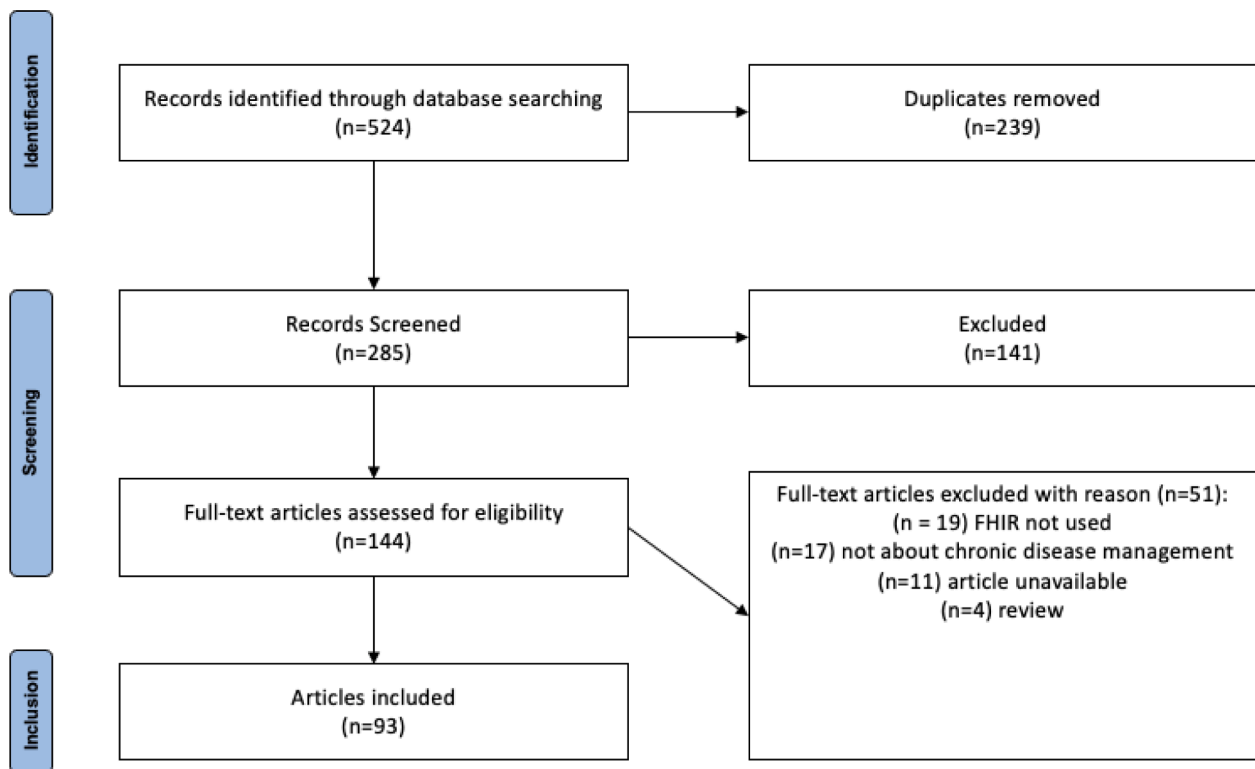 Identification
Records identified through database searching
(n=524)
Duplicates removed
(n=239)
Screening
Records Screened
(n=285)
Excluded
(n=141)
Full-text articles assessed for eligibility
(n=144)
Full-text articles excluded with reason (n=51):
(n = 19) FHIR not used
(n=17) not about chronic disease management
(n=11) article unavailable
(n=4) review
Inclusion
Articles included
(n=93)